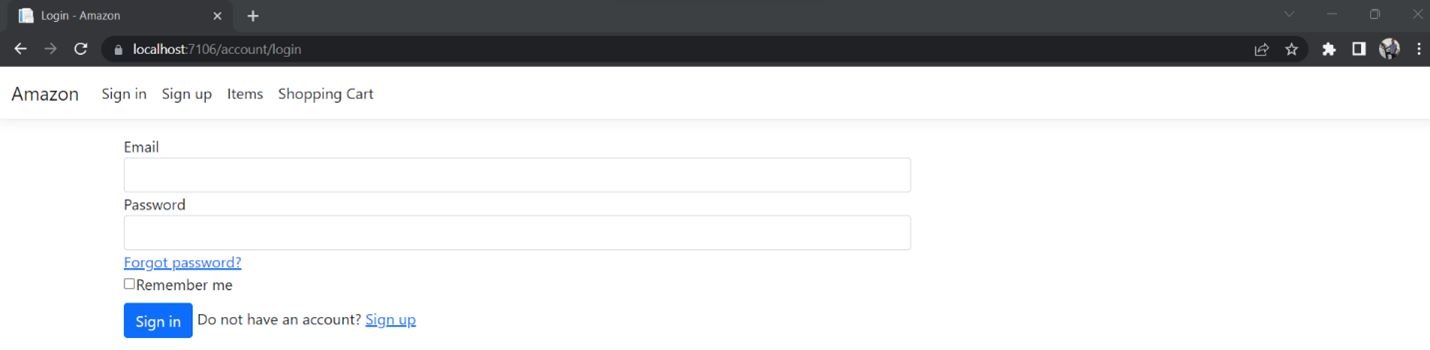 Login - Amazon
localhost:7106/account/login
Amazon Sign in Sign up Items Shopping Cart
Email
Password
Forgot password?
Remember me
Sign in Do not have an account? Sign up